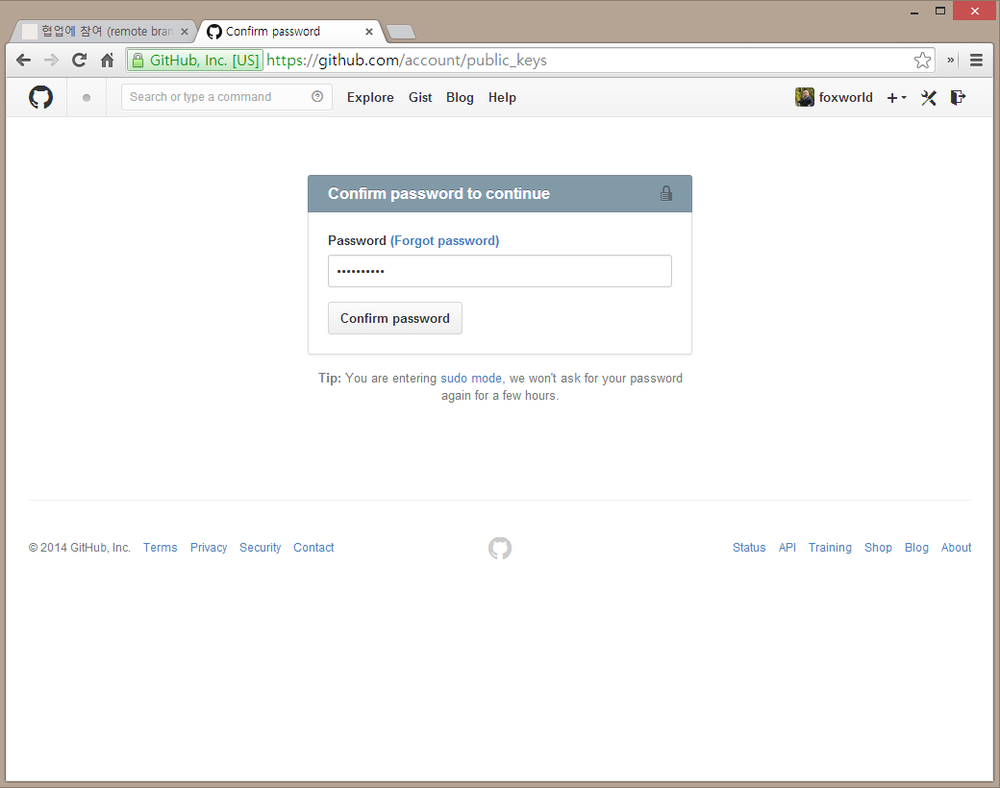 협업에 참여 (remote bran
Confirm password
GitHub, Inc. [US] https://github.com/account/public_keys
Search or type a command Explore Gist Blog Help foxworld
Confirm password to continue
Password (Forgot password)
••••••••••
Confirm password
Tip: You are entering sudo mode, we won't ask for your password
again for a few hours.
© 2014 GitHub, Inc. Terms Privacy Security Contact Status API Training Shop Blog About